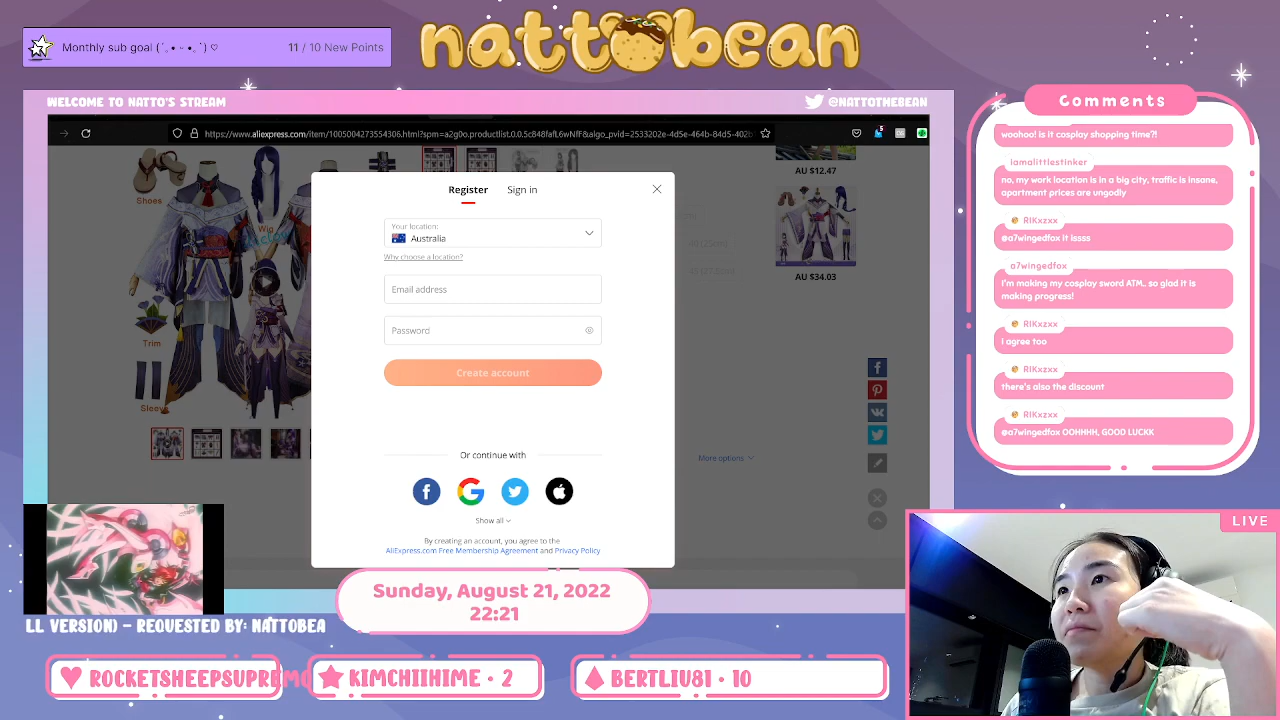 Monthly sub goal (´｡• ᵕ •｡`) ♡
11 / 10 New Points
nattobean
WELCOME TO NATTO'S STREAM
@NATTOTHEBEAN
https://www.aliexpress.com/item/1005004273554306.html?spm=a2g0o.productlist.0.0.5c848fafL6wNfF&algo_pvid=2533202e-4d5e-464b-84d5-402b
Shoes
Wig
Trim
Sleeve
AU $12.47
AU $34.03
More options
Register
Sign in
Your location:
Australia
Why choose a location?
Email address
Password
Create account
Or continue with
Show all
By creating an account, you agree to the
AliExpress.com Free Membership Agreement and Privacy Policy
Comments
woohoo! is it cosplay shopping time?!
Iamalittlestinker
no, my work location is in a big city, traffic is insane,
apartment prices are ungodly
RIKxzxx
@a7wingedfox it issss
a7wingedfox
I'm making my cosplay sword ATM.. so glad it is
making progress!
RIKxzxx
I agree too
RIKxzxx
there's also the discount
RIKxzxx
@a7wingedfox OOHHHH, GOOD LUCKK
LIVE
Sunday, August 21, 2022
22:21
LL VERSION) - REQUESTED BY: NATTOBEA
ROCKETSHEEPSUPREMO
KIMCHIIHIME • 2
BERTLIU81 • 10